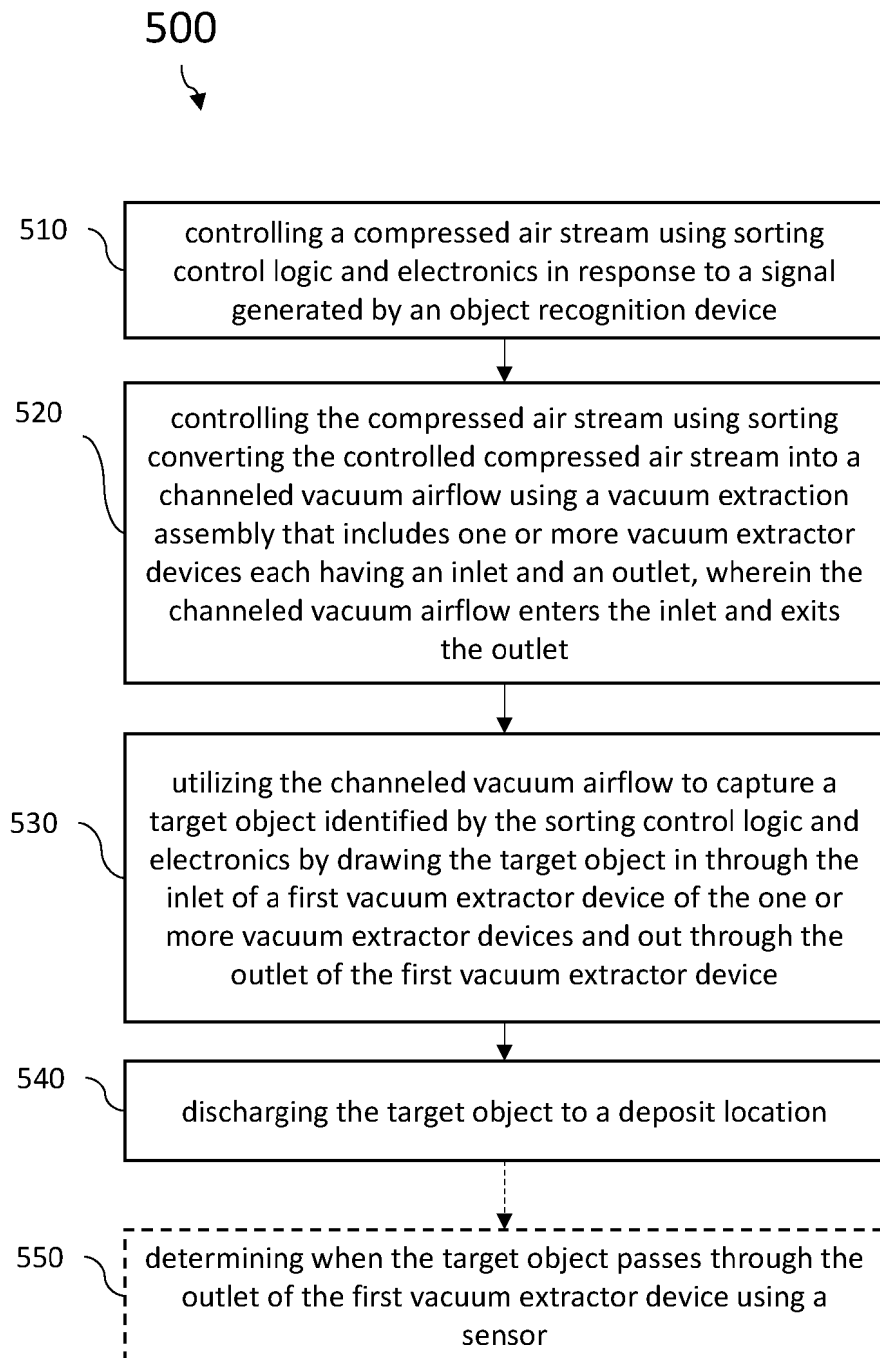 500
510
controlling a compressed air stream using sorting
control logic and electronics in response to a signal
generated by an object recognition device
520
controlling the compressed air stream using sorting
converting the controlled compressed air stream into a
channeled vacuum airflow using a vacuum extraction
assembly that includes one or more vacuum extractor
devices each having an inlet and an outlet, wherein the
channeled vacuum airflow enters the inlet and exits
the outlet
530
utilizing the channeled vacuum airflow to capture a
target object identified by the sorting control logic and
electronics by drawing the target object in through the
inlet of a first vacuum extractor device of the one or
more vacuum extractor devices and out through the
outlet of the first vacuum extractor device
540
discharging the target object to a deposit location
550
determining when the target object passes through the
outlet of the first vacuum extractor device using a
sensor